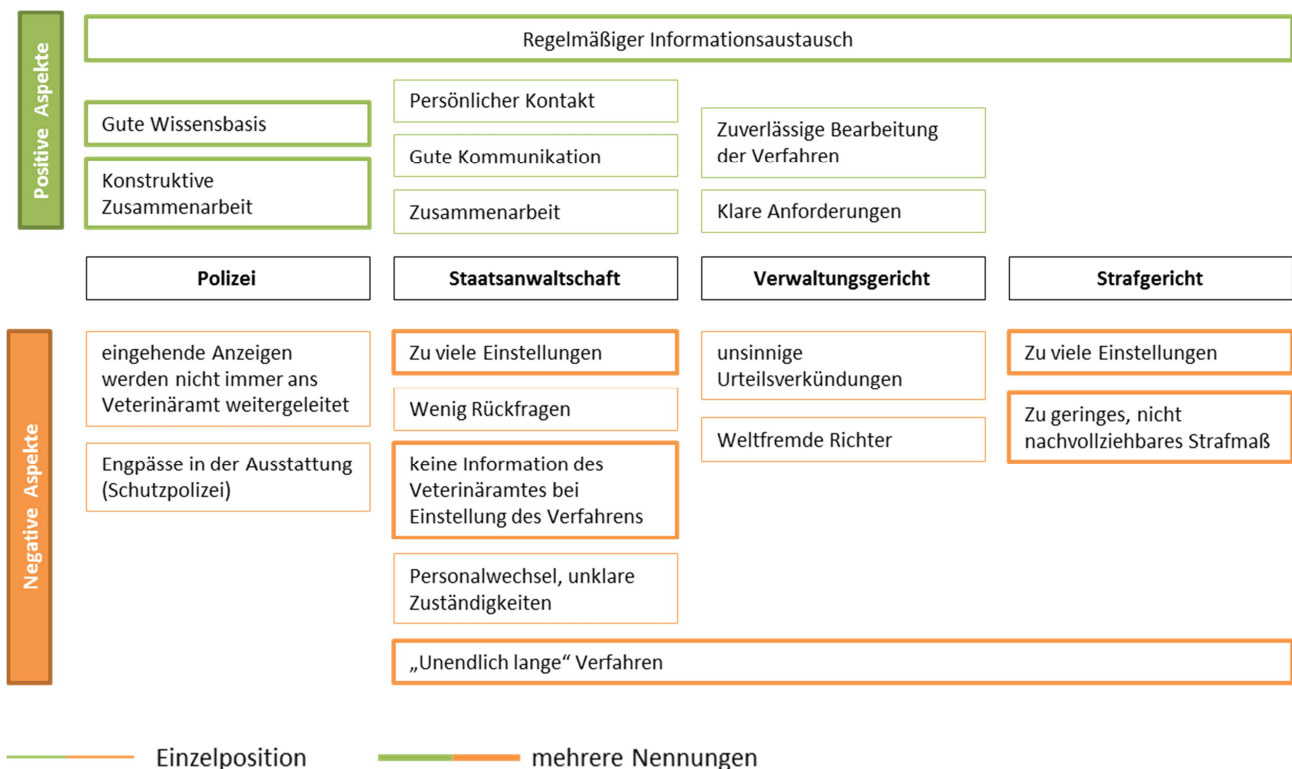 Positive Aspekte
Regelmäßiger Informationsaustausch
Gute Wissensbasis
Konstruktive
Zusammenarbeit
Persönlicher Kontakt
Gute Kommunikation
Zusammenarbeit
Zuverlässige Bearbeitung
der Verfahren
Klare Anforderungen
Polizei
Staatsanwaltschaft
Verwaltungsgericht
Strafgericht
Negative Aspekte
eingehende Anzeigen
werden nicht immer ans
Veterinäramt weitergeleitet
Engpässe in der Ausstattung
(Schutzpolizei)
Zu viele Einstellungen
Wenig Rückfragen
keine Information des
Veterinäramtes bei
Einstellung des Verfahrens
Personalwechsel, unklare
Zuständigkeiten
unsinnige
Urteilsverkündungen
Weltfremde Richter
Zu viele Einstellungen
Zu geringes, nicht
nachvollziehbares Strafmaß
„Unendlich lange“ Verfahren
Einzelposition
mehrere Nennungen